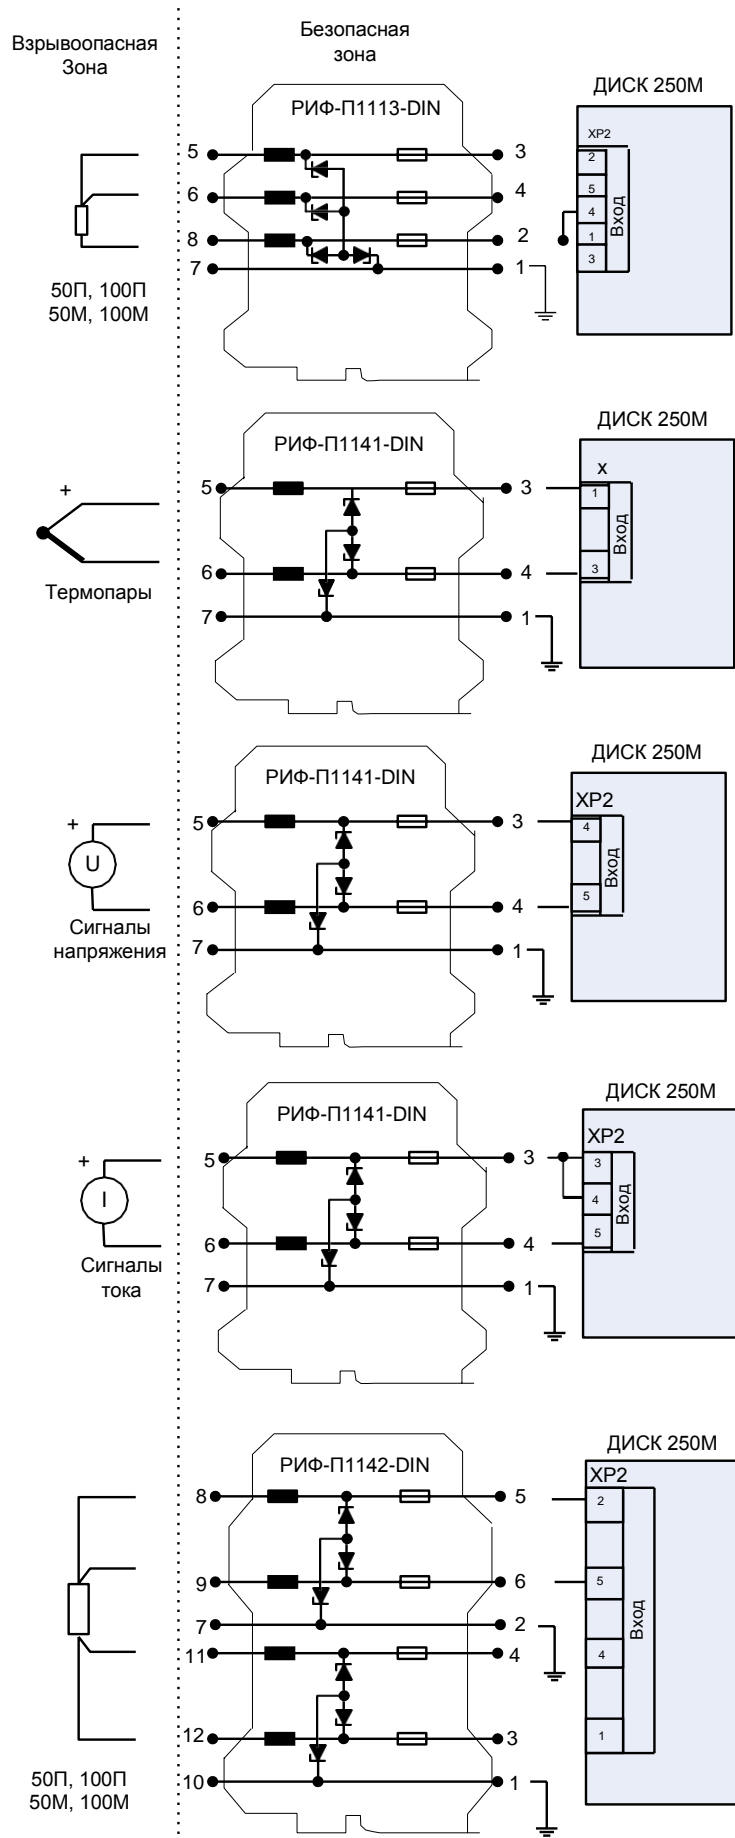 Взрывоопасная
Зона
Безопасная
зона
РИФ-П1113-DIN
ДИСК 250М
XP2
5
3
2
6
4
5
4
8
2
1
Вход
7
1
3
50П, 100П
50М, 100М
РИФ-П1141-DIN
ДИСК 250М
X
+
5
3
1
Вход
6
4
3
Термопары
7
1
РИФ-П1141-DIN
ДИСК 250М
XP2
+
5
3
4
U
Вход
6
4
5
Сигналы
напряжения
7
1
РИФ-П1141-DIN
ДИСК 250М
XP2
+
5
3
3
I
4
Вход
6
4
5
Сигналы
тока
7
1
РИФ-П1142-DIN
ДИСК 250М
XP2
8
5
2
9
6
5
7
2
Вход
11
4
4
12
3
1
10
1
50П, 100П
50М, 100М